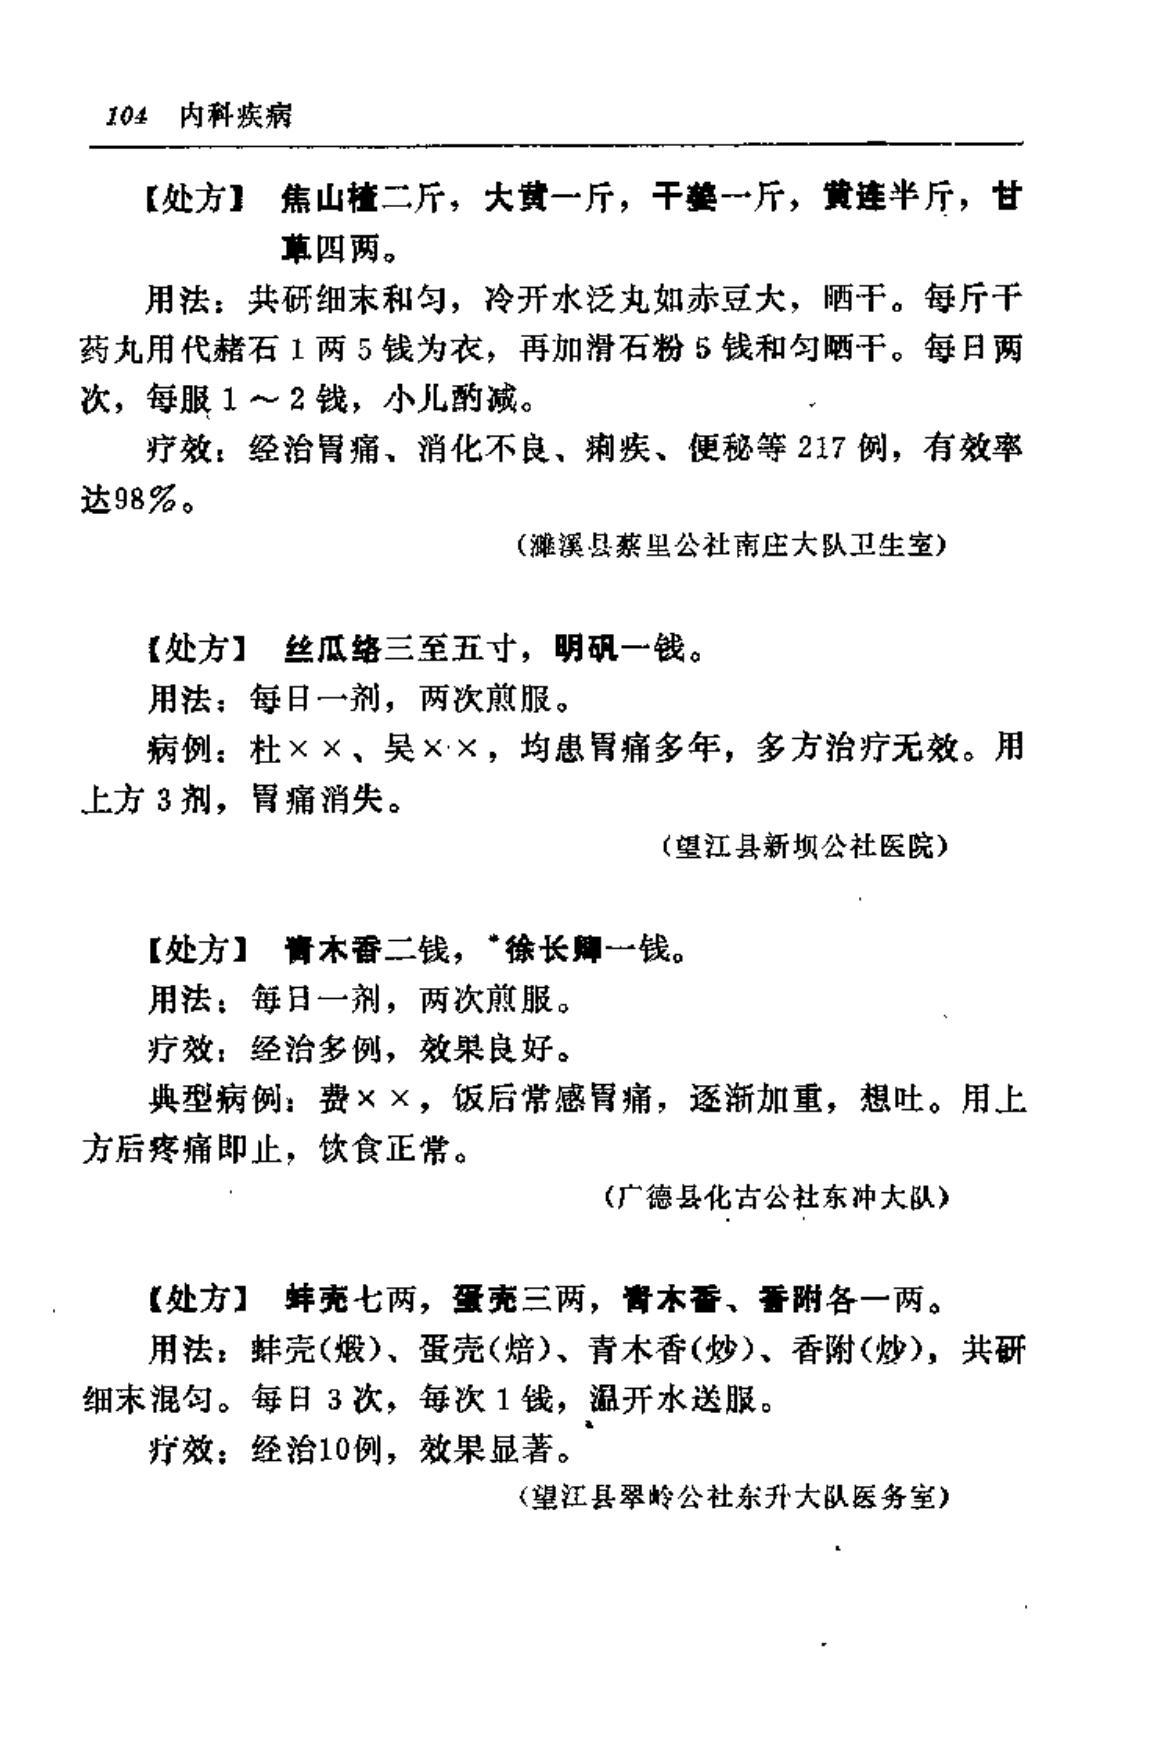 104 内科疾病
【处方】 焦山楂二斤，大黄一斤，干姜一斤，黄连半斤，甘
草四两。
用法：共研细末和匀，冷开水泛丸如赤豆大，晒干。每斤干
药丸用代赭石1两5钱为衣，再加滑石粉5钱和匀晒干。每日两
次，每服1～2钱，小儿酌减。
疗效：经治胃痛、消化不良、痢疾、便秘等217例，有效率
达98%。
（濉溪县蔡里公社南庄大队卫生室）
【处方】 丝瓜络三至五寸，明矾一钱。
用法：每日一剂，两次煎服。
病例：杜××、吴××，均患胃痛多年，多方治疗无效。用
上方3剂，胃痛消失。
（望江县新坝公社医院）
【处方】 青木香二钱，*徐长卿一钱。
用法：每日一剂，两次煎服。
疗效：经治多例，效果良好。
典型病例：费××，饭后常感胃痛，逐渐加重，想吐。用上
方后疼痛即止，饮食正常。
（广德县化古公社东冲大队）
【处方】 蚌壳七两，蛋壳三两，青木香、香附各一两。
用法：蚌壳（煅）、蛋壳（焙）、青木香（炒）、香附（炒），共研
细末混匀。每日3次，每次1钱，温开水送服。
疗效：经治10例，效果显著。
（望江县翠岭公社东升大队医务室）